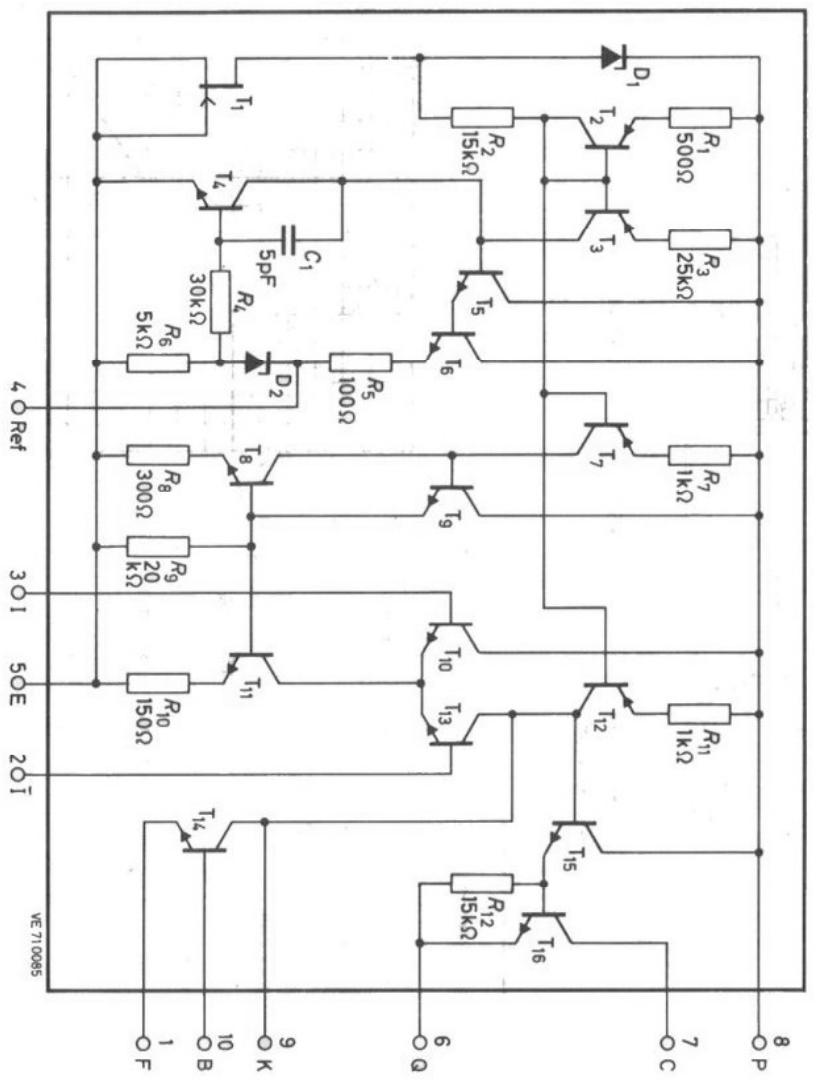 D1
T1
T2
R1
500Ω
R2
15kΩ
T4
C1
5pF
T3
R3
25kΩ
R4
30kΩ
T5
R6
5kΩ
D2
R5
100Ω
T6
4 Ref
R8
300Ω
T8
T9
T7
R7
1kΩ
R9
20
kΩ
3 I
T10
5 E
R10
150Ω
T11
T13
T12
R11
1kΩ
2 Ī
T14
T15
R12
15kΩ
T16
VE 710085
1 F
10 B
9 K
6 Q
7 C
8 P